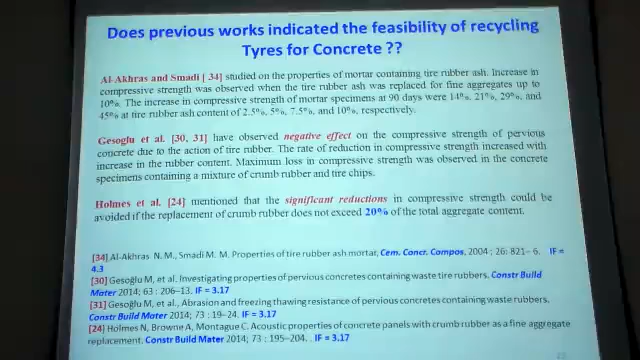 Does previous works indicated the feasibility of recycling
Tyres for Concrete ??
Al-Akhras and Smadi [ 34] studied on the properties of mortar containing tire rubber ash. Increase in
compressive strength was observed when the tire rubber ash was replaced for fine aggregates up to
10%. The increase in compressive strength of mortar specimens at 90 days were 14%, 21%, 29%, and
45% at tire rubber ash content of 2.5%, 5%, 7.5%, and 10%, respectively.
Gesoglu et al. [30, 31] have observed negative effect on the compressive strength of pervious
concrete due to the action of tire rubber. The rate of reduction in compressive strength increased with
increase in the rubber content. Maximum loss in compressive strength was observed in the concrete
specimens containing a mixture of crumb rubber and tire chips.
Holmes et al. [24] mentioned that the significant reductions in compressive strength could be
avoided if the replacement of crumb rubber does not exceed 20% of the total aggregate content.
[34] Al-Akhras N. M., Smadi M. M. Properties of tire rubber ash mortar, Cem. Concr. Compos, 2004 ; 26: 821– 6. IF =
4.3
[30] Gesoğlu M, et al. Investigating properties of pervious concretes containing waste tire rubbers. Constr Build
Mater 2014; 63 : 206–13. IF = 3.17
[31] Gesoğlu M, et al., Abrasion and freezing thawing resistance of pervious concretes containing waste rubbers.
Constr Build Mater 2014; 73 : 19–24. IF = 3.17
[24] Holmes N, Browne A, Montague C. Acoustic properties of concrete panels with crumb rubber as a fine aggregate
replacement. Constr Build Mater 2014; 73 : 195–204. . IF = 3.17